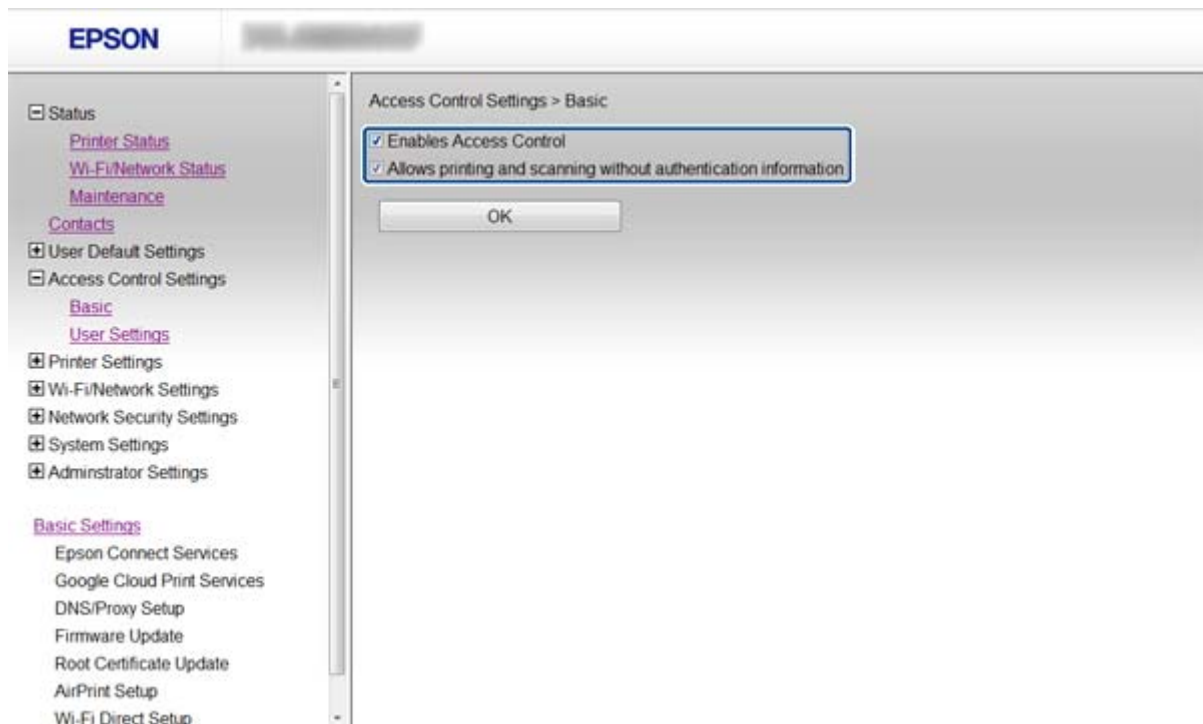 EPSON
Status
Printer Status
Wi-Fi/Network Status
Maintenance
Contacts
User Default Settings
Access Control Settings
Basic
User Settings
Printer Settings
Wi-Fi/Network Settings
Network Security Settings
System Settings
Adminstrator Settings
Basic Settings
Epson Connect Services
Google Cloud Print Services
DNS/Proxy Setup
Firmware Update
Root Certificate Update
AirPrint Setup
Wi-Fi Direct Setup
Access Control Settings > Basic
Enables Access Control
Allows printing and scanning without authentication information
OK